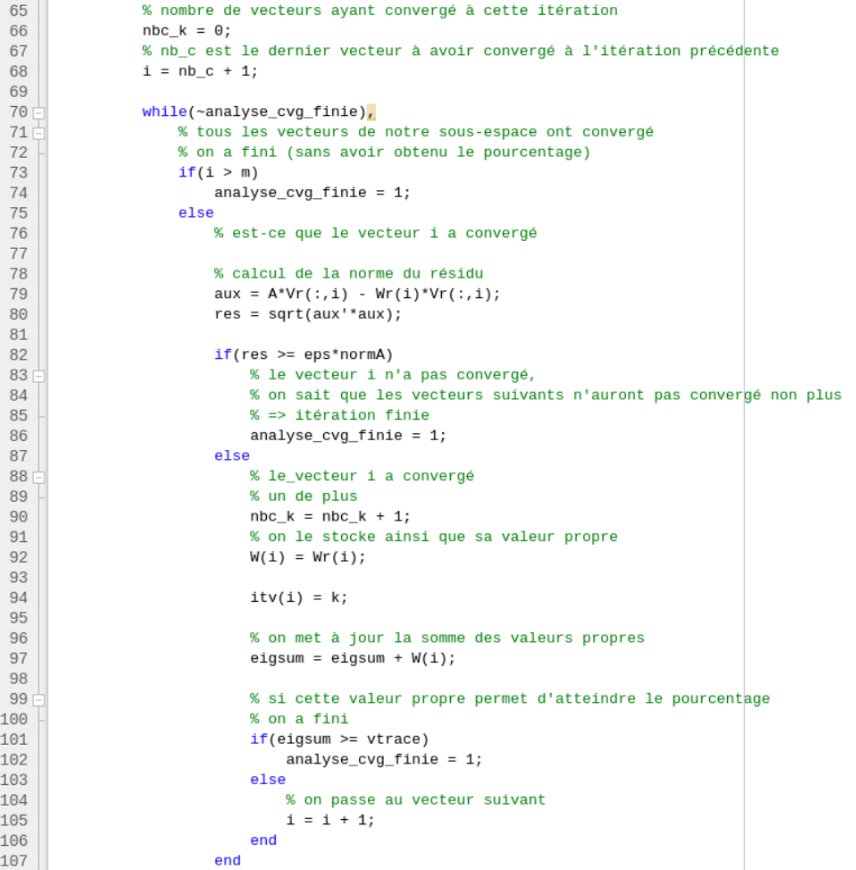 65 % nombre de vecteurs ayant convergé à cette itération
66 nbc_k = 0;
67 % nb_c est le dernier vecteur à avoir convergé à l'itération précédente
68 i = nb_c + 1;
69
70 while(~analyse_cvg_finie),
71 % tous les vecteurs de notre sous-espace ont convergé
72 % on a fini (sans avoir obtenu le pourcentage)
73 if(i > m)
74 analyse_cvg_finie = 1;
75 else
76 % est-ce que le vecteur i a convergé
77
78 % calcul de la norme du résidu
79 aux = A*Vr(:,i) - Wr(i)*Vr(:,i);
80 res = sqrt(aux'*aux);
81
82 if(res >= eps*normA)
83 % le vecteur i n'a pas convergé,
84 % on sait que les vecteurs suivants n'auront pas convergé non plus
85 % => itération finie
86 analyse_cvg_finie = 1;
87 else
88 % le_vecteur i a convergé
89 % un de plus
90 nbc_k = nbc_k + 1;
91 % on le stocke ainsi que sa valeur propre
92 W(i) = Wr(i);
93
94 itv(i) = k;
95
96 % on met à jour la somme des valeurs propres
97 eigsum = eigsum + W(i);
98
99 % si cette valeur propre permet d'atteindre le pourcentage
100 % on a fini
101 if(eigsum >= vtrace)
102 analyse_cvg_finie = 1;
103 else
104 % on passe au vecteur suivant
105 i = i + 1;
106 end
107 end